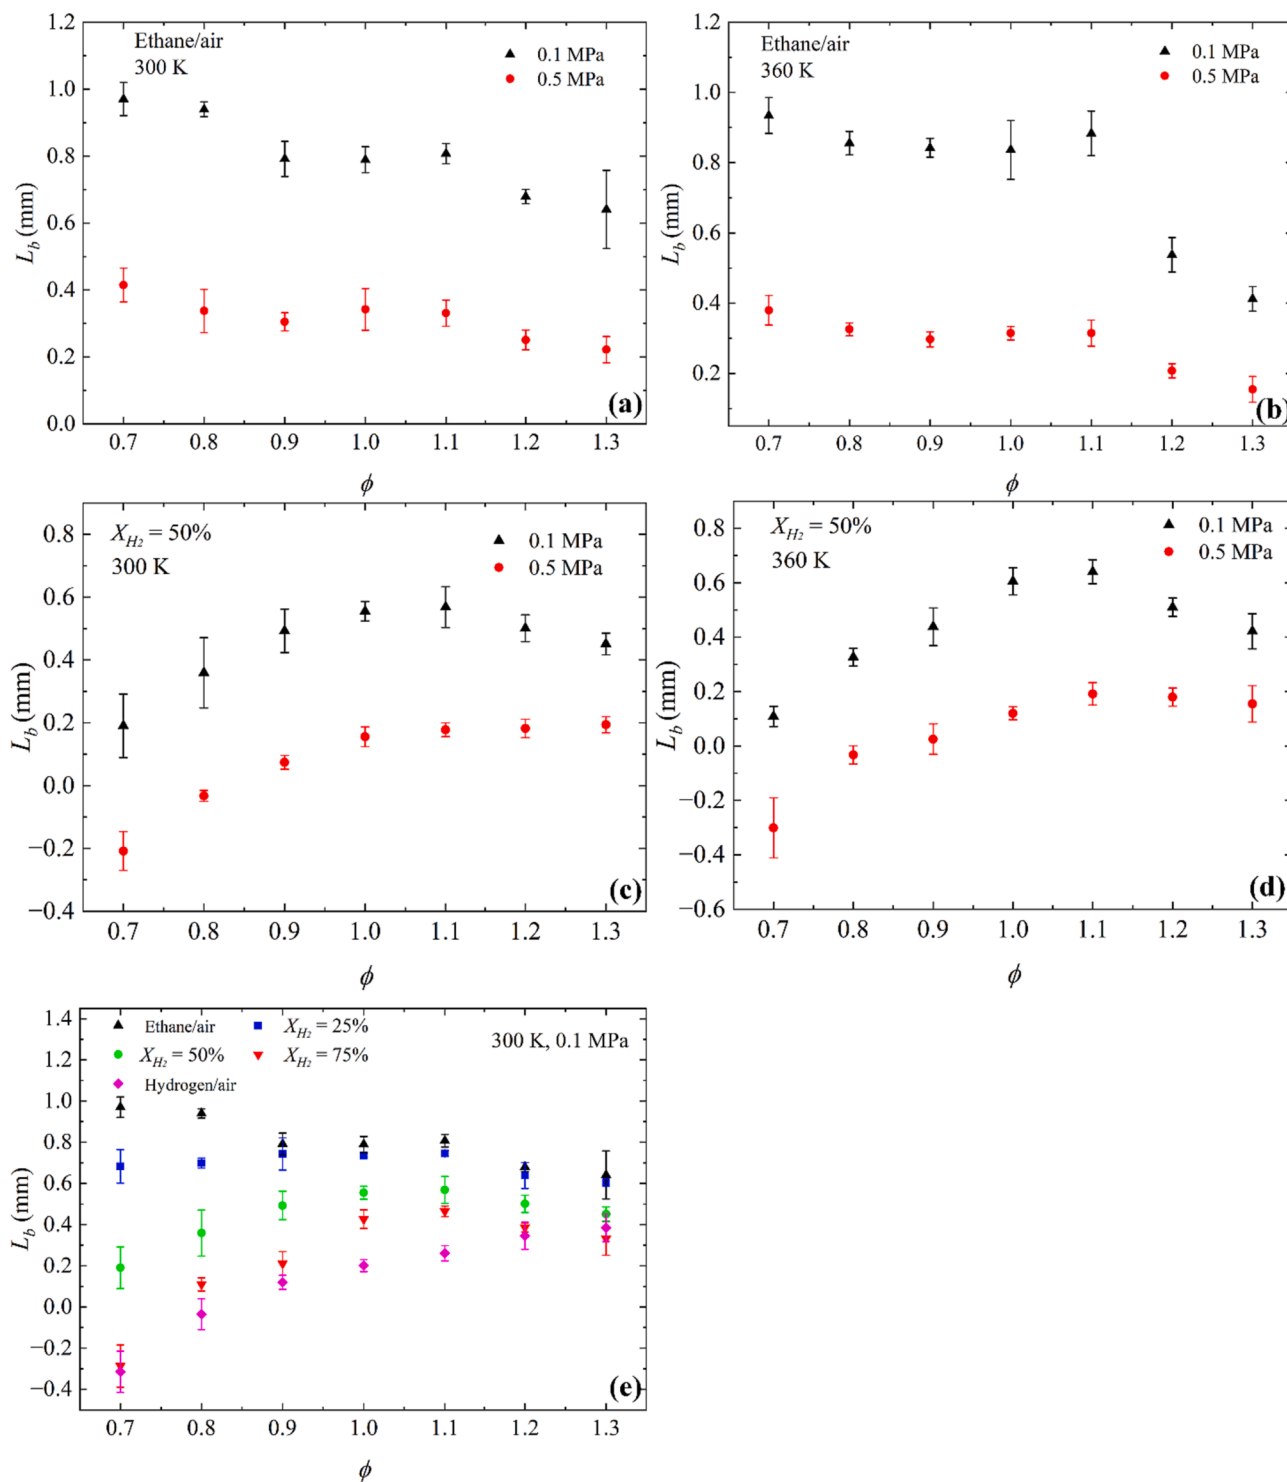 Ethane/air
300 K
0.1 MPa
0.5 MPa
1.2
1.0
0.8
0.6
0.4
0.2
0.0
L_b (mm)
(a)
0.7 0.8 0.9 1.0 1.1 1.2 1.3
ϕ
Ethane/air
360 K
0.1 MPa
0.5 MPa
1.2
1.0
0.8
0.6
0.4
0.2
L_b (mm)
(b)
0.7 0.8 0.9 1.0 1.1 1.2 1.3
ϕ
X_{H_2} = 50%
300 K
0.1 MPa
0.5 MPa
0.8
0.6
0.4
0.2
0.0
−0.2
−0.4
L_b (mm)
(c)
0.7 0.8 0.9 1.0 1.1 1.2 1.3
ϕ
X_{H_2} = 50%
360 K
0.1 MPa
0.5 MPa
0.8
0.6
0.4
0.2
0.0
−0.2
−0.4
−0.6
L_b (mm)
(d)
0.7 0.8 0.9 1.0 1.1 1.2 1.3
ϕ
Ethane/air X_{H_2} = 25%
X_{H_2} = 50% X_{H_2} = 75%
Hydrogen/air
300 K, 0.1 MPa
1.4
1.2
1.0
0.8
0.6
0.4
0.2
0.0
−0.2
−0.4
L_b (mm)
(e)
0.7 0.8 0.9 1.0 1.1 1.2 1.3
ϕ